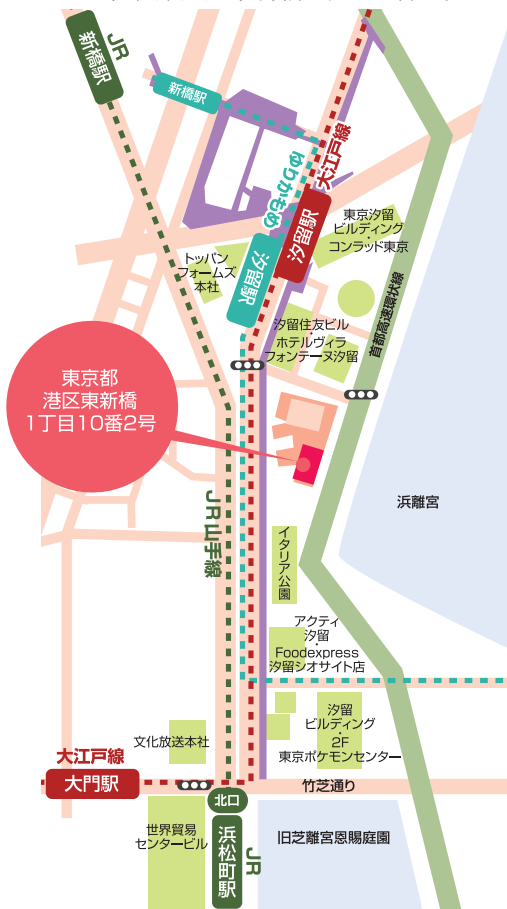 JR
新橋駅
新橋駅
大江戸線
ゆりかもめ
汐留駅
汐留駅
東京汐留
ビルディング
・
コンラッド東京
トッパン
フォームズ
本社
首都高速環状線
汐留住友ビル
・
ホテルヴィラ
フォンテーヌ汐留
東京都
港区東新橋
1丁目10番2号
JR山手線
浜離宮
イタリア公園
アクティ
汐留
・
Foodexpress
汐留シオサイト店
汐留
ビルディング
・
2F
東京ポケモンセンター
文化放送本社
大江戸線
大門駅
竹芝通り
北口
世界貿易
センタービル
浜松町駅
JR
旧芝離宮恩賜庭園